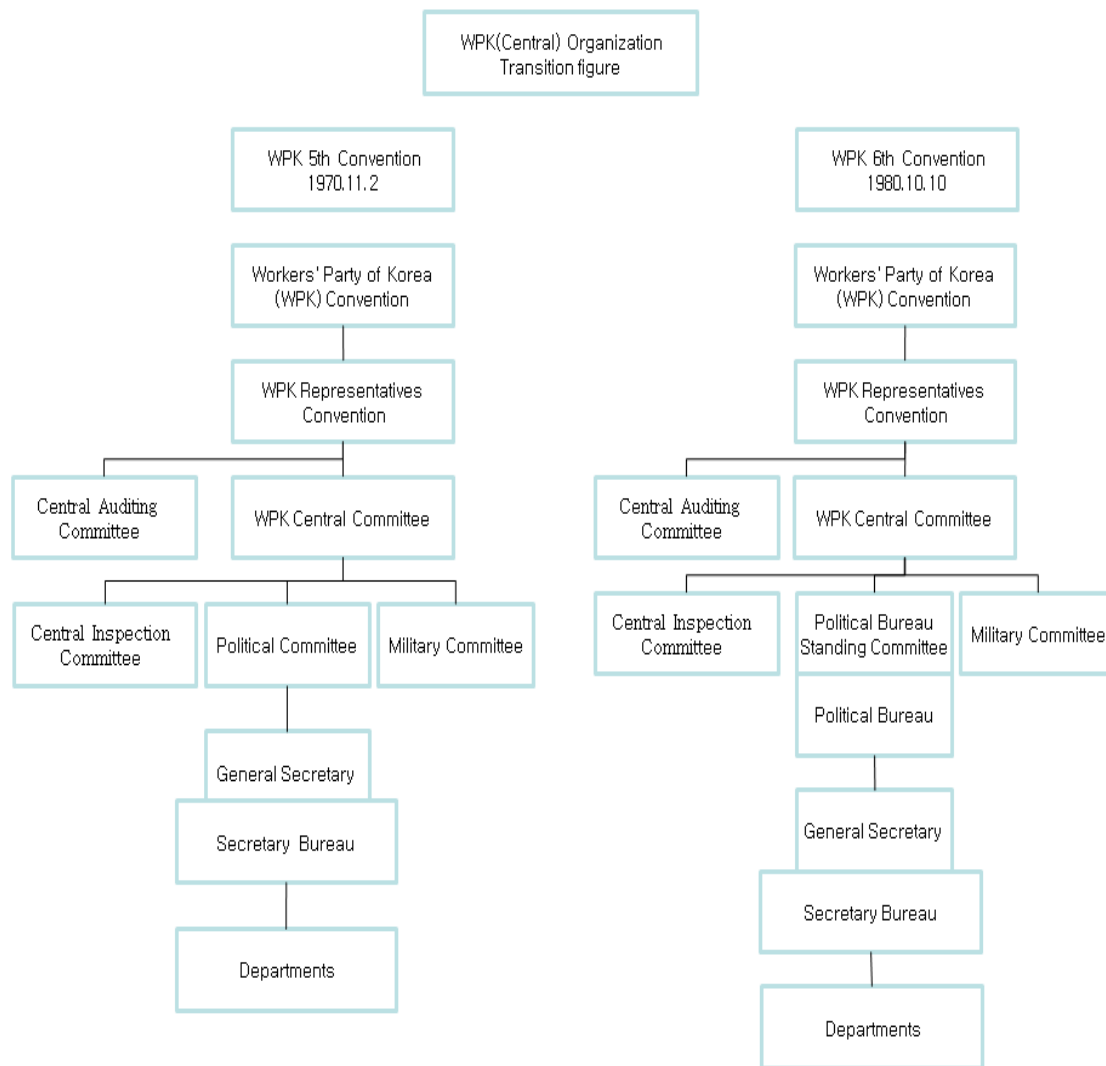 WPK(Central) Organization
Transition figure
WPK 5th Convention
1970.11.2
Workers' Party of Korea
(WPK) Convention
WPK Representatives
Convention
Central Auditing
Committee
WPK Central Committee
Central Inspection
Committee
Political Committee
Military Committee
General Secretary
Secretary Bureau
Departments
WPK 6th Convention
1980.10.10
Workers' Party of Korea
(WPK) Convention
WPK Representatives
Convention
Central Auditing
Committee
WPK Central Committee
Central Inspection
Committee
Political Bureau
Standing Committee
Military Committee
Political Bureau
General Secretary
Secretary Bureau
Departments